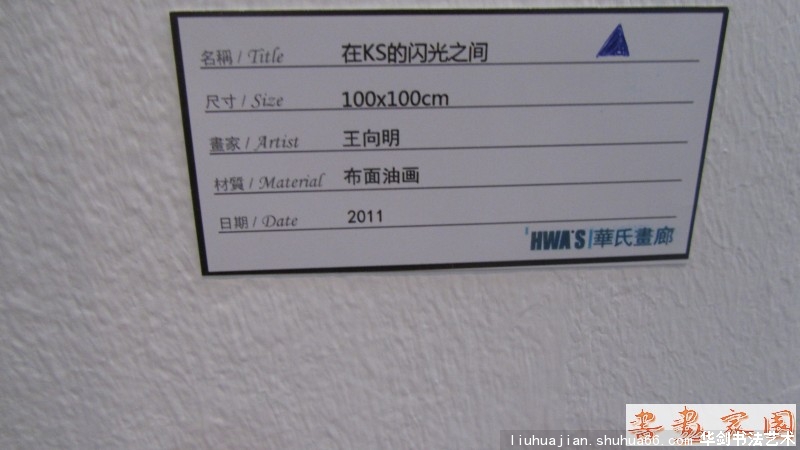 名稱 / Title 在KS的闪光之间
尺寸 / Size 100x100cm
畫家 / Artist 王向明
材質 / Material 布面油画
日期 / Date 2011
HWA'S 華氏畫廊
書畫家園
liuhuajian.shuhua66.com 华剑书法艺术